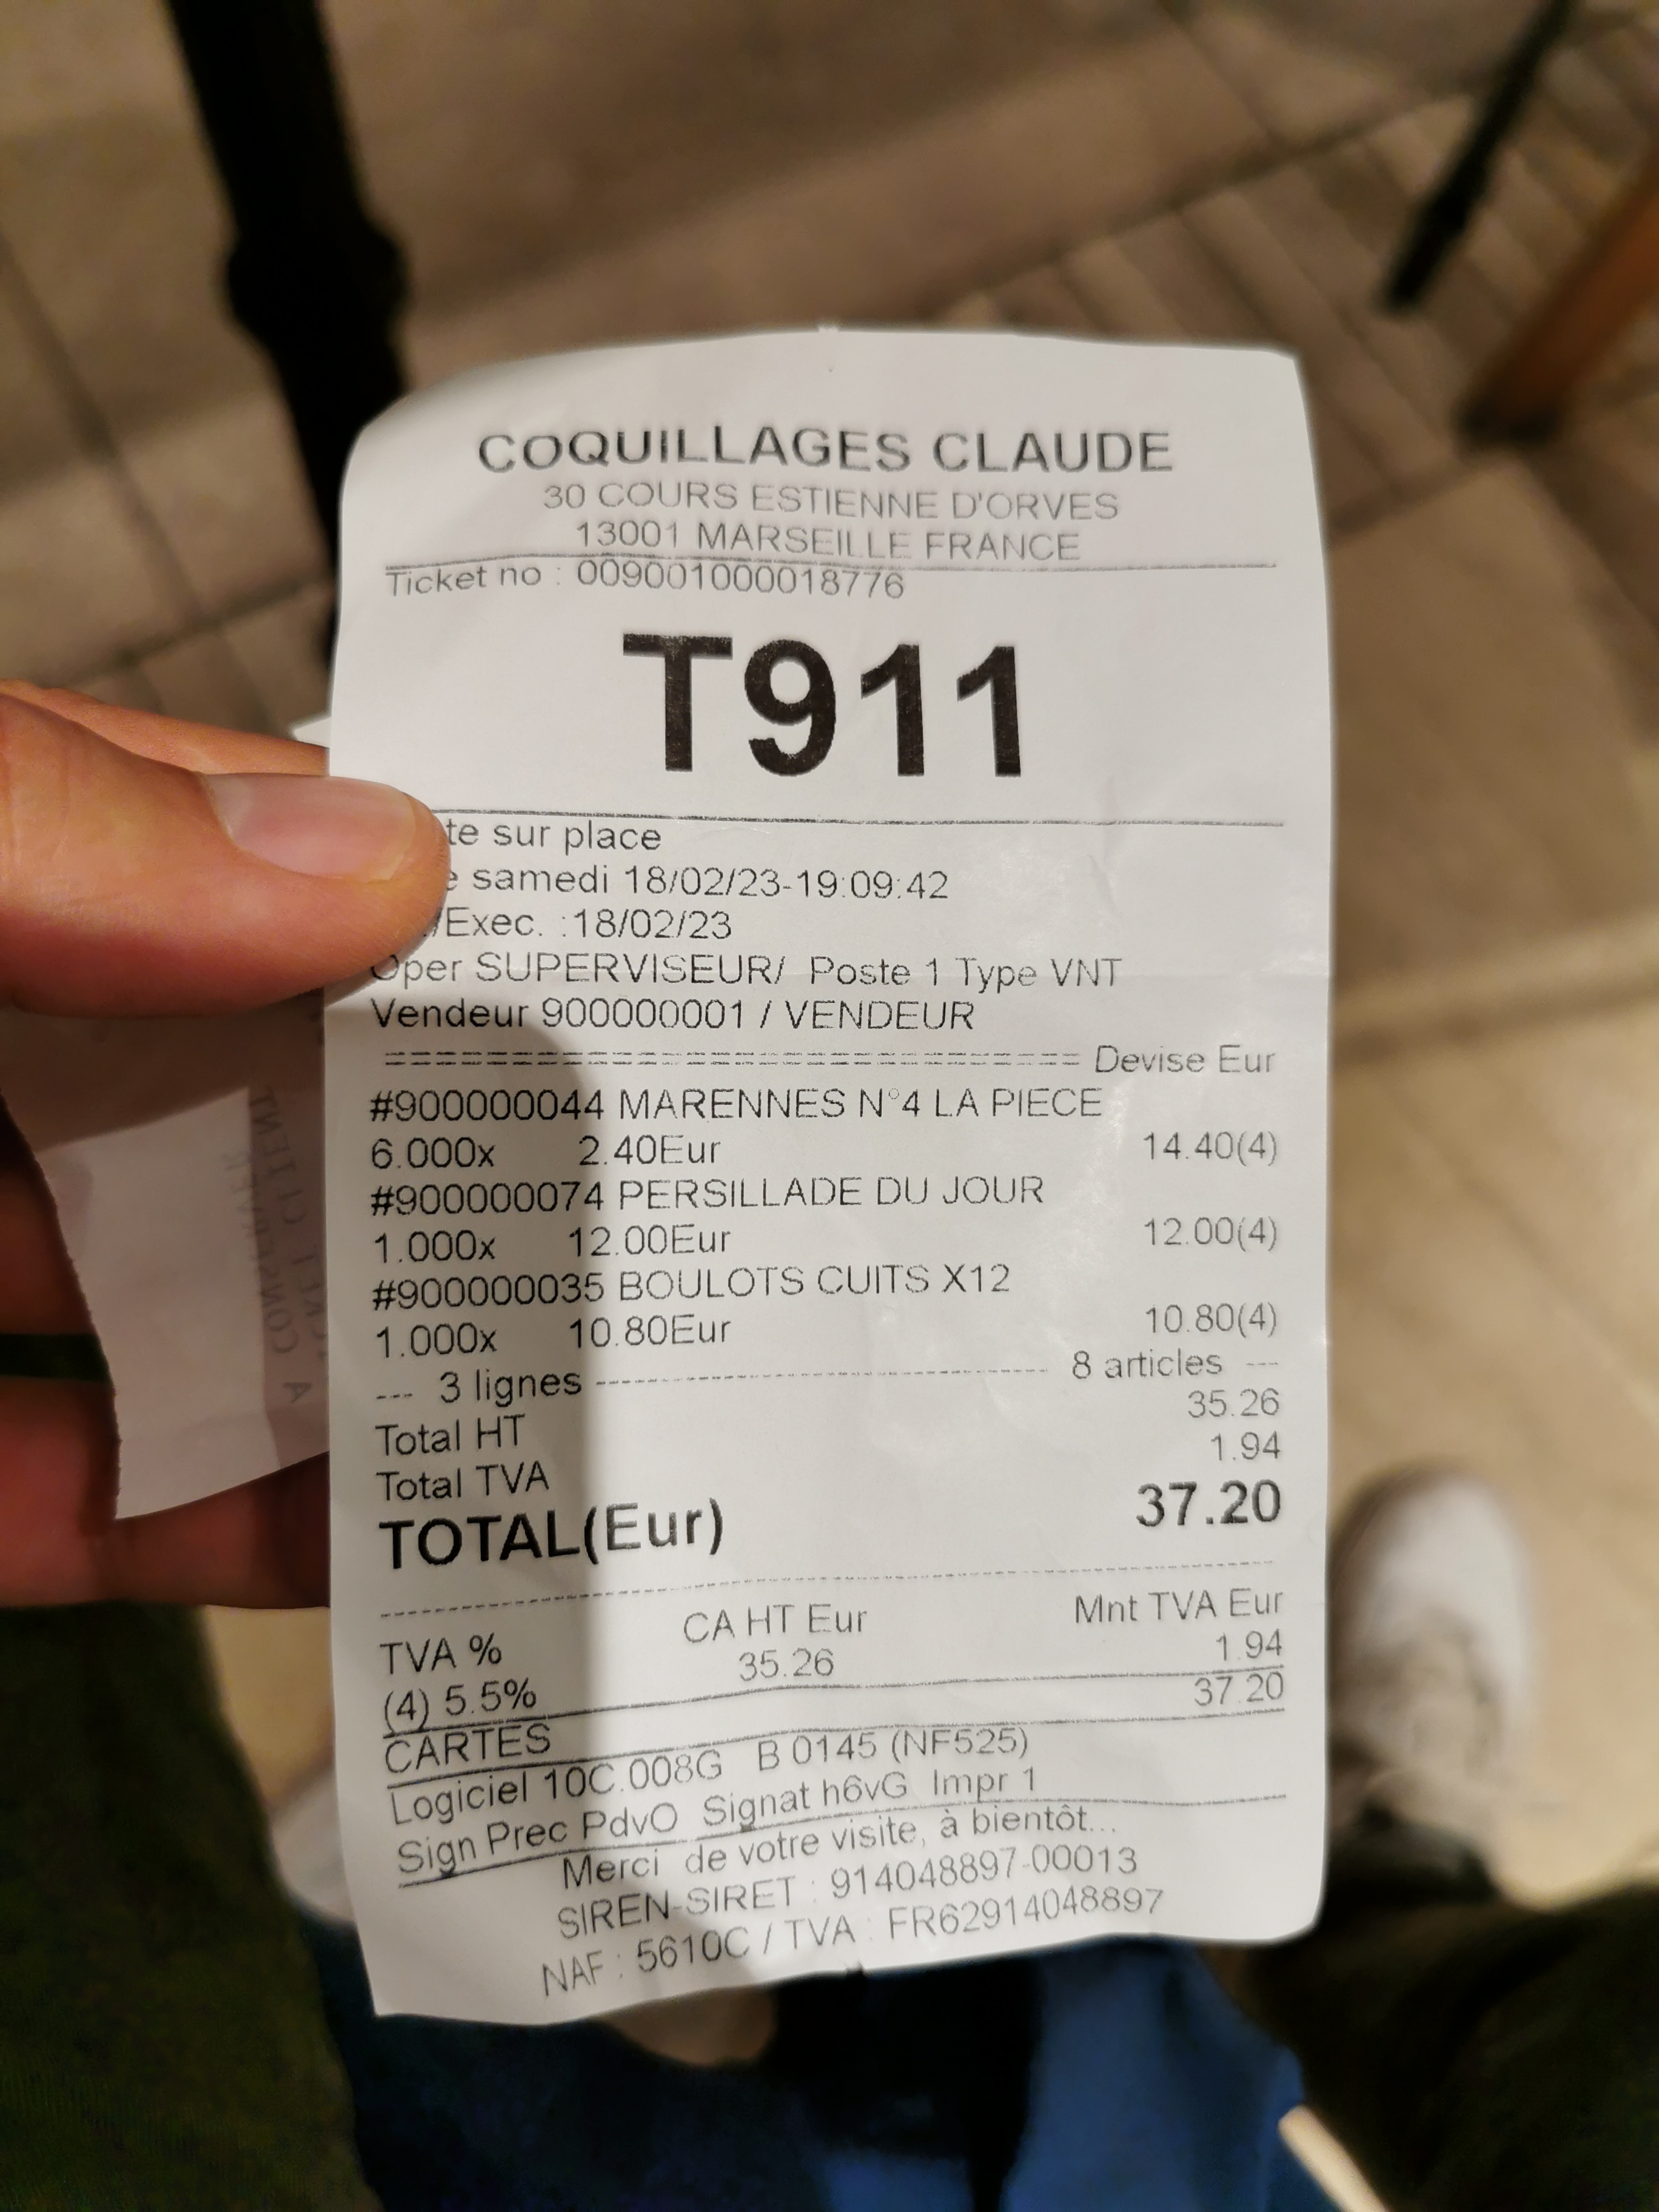 COQUILLAGES CLAUDE
30 COURS ESTIENNE D'ORVES
13001 MARSEILLE FRANCE
Ticket no : 009001000018776
T911
te sur place
e samedi 18/02/23-19:09:42
/Exec. :18/02/23
Oper SUPERVISEUR/ Poste 1 Type VNT
Vendeur 900000001 / VENDEUR
================================ Devise Eur
#900000044 MARENNES N°4 LA PIECE
6.000x 2.40Eur 14.40(4)
#900000074 PERSILLADE DU JOUR
1.000x 12.00Eur 12.00(4)
#900000035 BOULOTS CUITS X12
1.000x 10.80Eur 10.80(4)
--- 3 lignes ------------------------------ 8 articles ---
Total HT 35.26
Total TVA 1.94
TOTAL(Eur) 37.20
TVA % CA HT Eur Mnt TVA Eur
(4) 5.5% 35.26 1.94
CARTES 37.20
Logiciel 10C.008G B 0145 (NF525)
Sign Prec PdvO Signat h6vG Impr 1
Merci de votre visite, à bientôt...
SIREN-SIRET : 914048897-00013
NAF : 5610C / TVA : FR62914048897
A CONSERVER